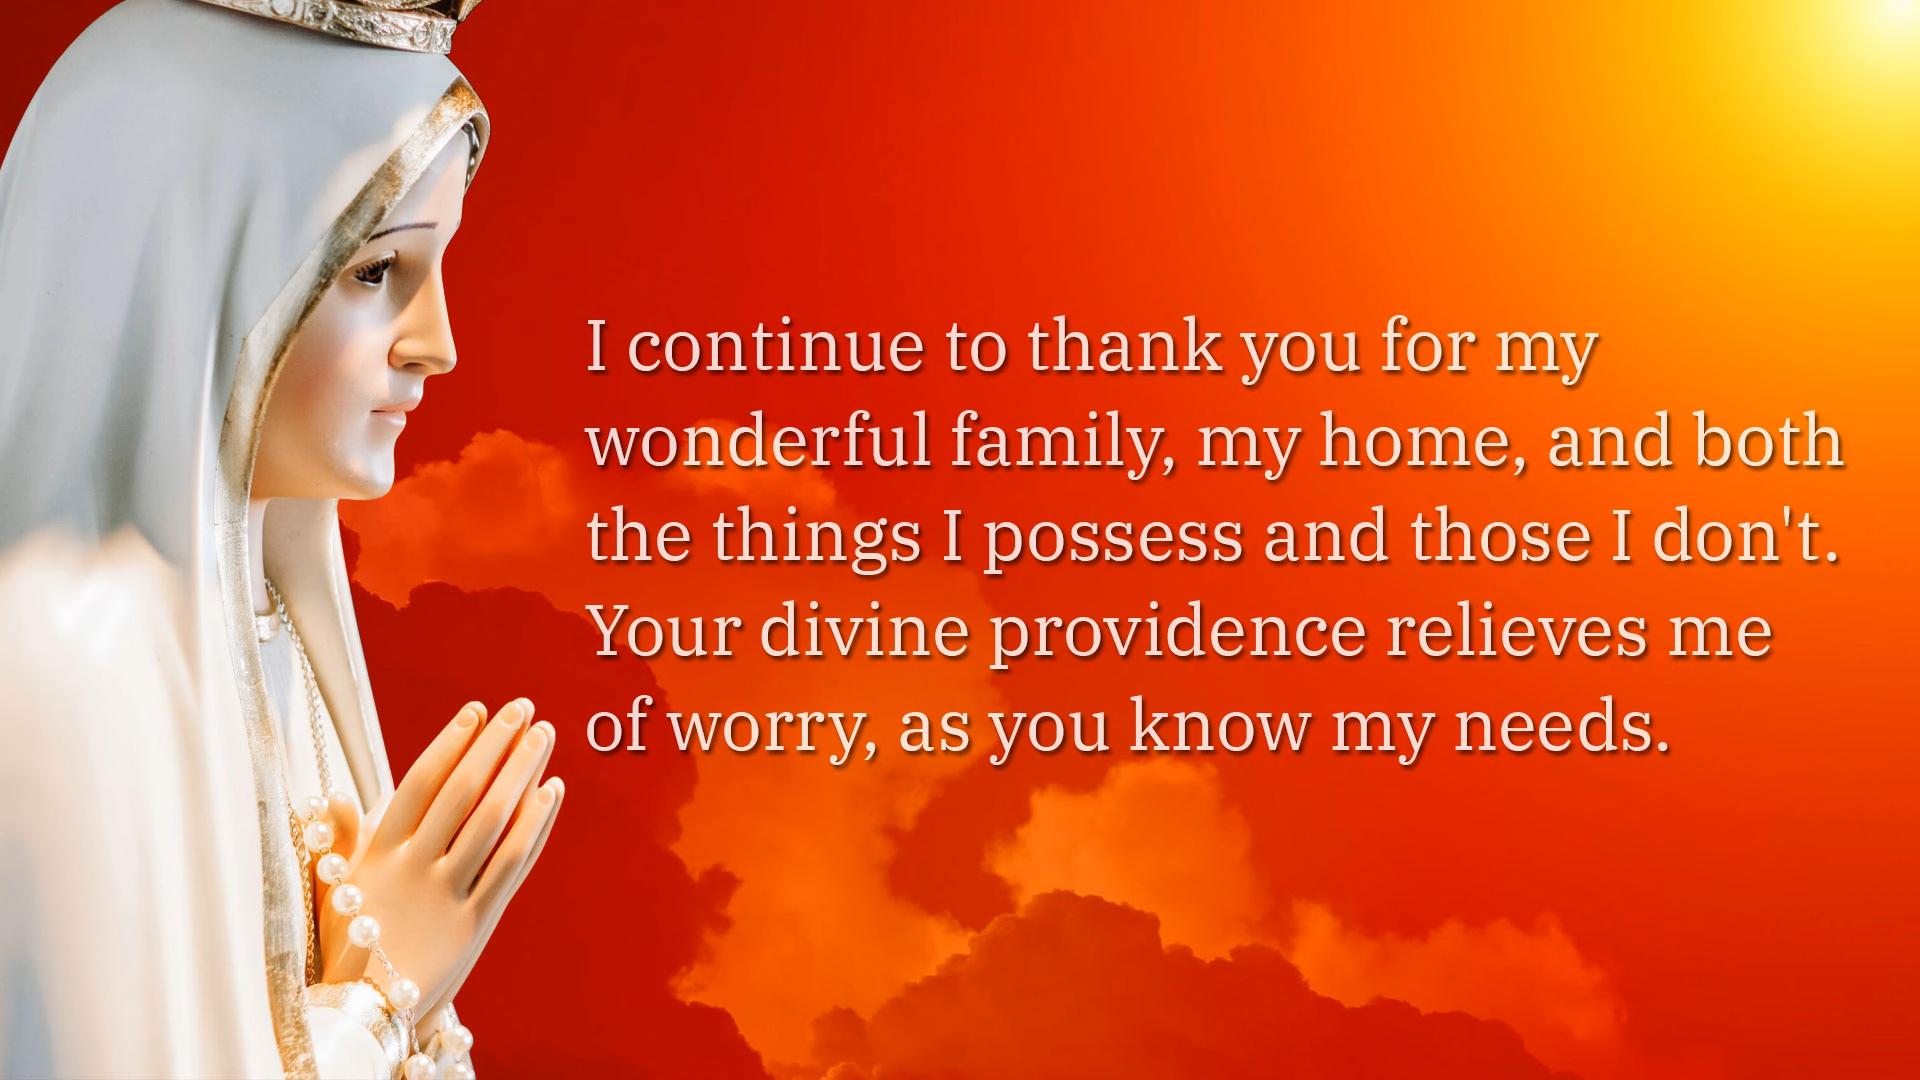 I continue to thank you for my
wonderful family, my home, and both
the things I possess and those I don't.
Your divine providence relieves me
of worry, as you know my needs.